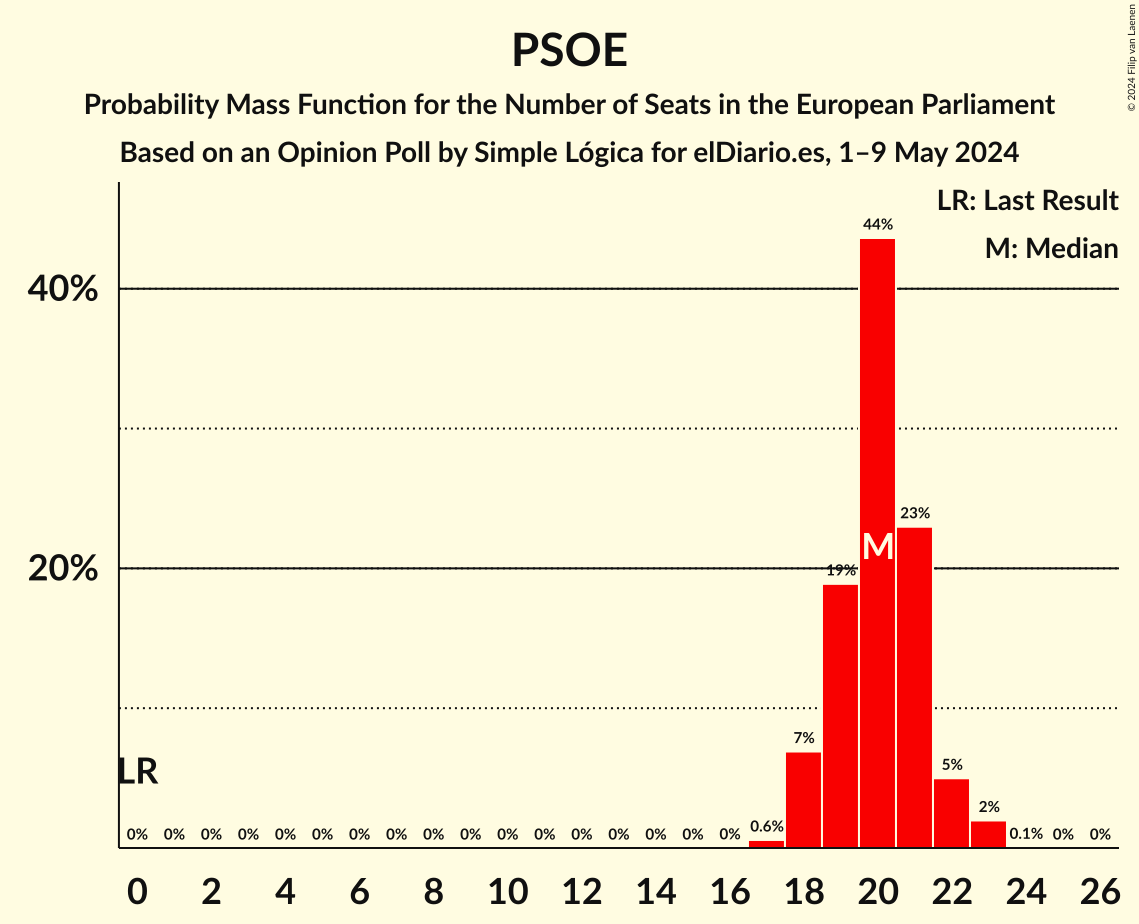 PSOE
Probability Mass Function for the Number of Seats in the European Parliament
Based on an Opinion Poll by Simple Lógica for elDiario.es, 1–9 May 2024
© 2024 Filip van Laenen
LR: Last Result
M: Median
40%
20%
44%
23%
M
19%
7%
5%
2%
LR
0% 0% 0% 0% 0% 0% 0% 0% 0% 0% 0% 0% 0% 0% 0% 0% 0% 0.6% 0.1% 0% 0%
0 2 4 6 8 10 12 14 16 18 20 22 24 26